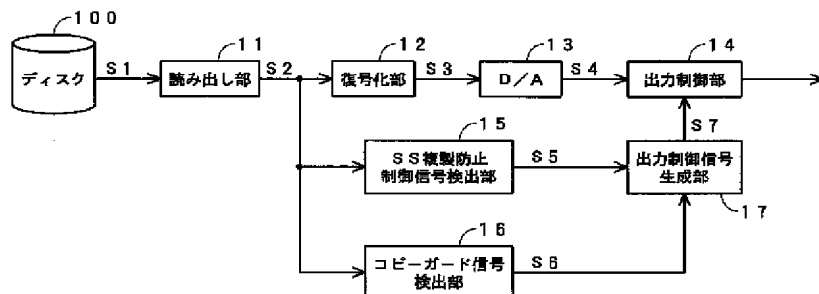 100
ディスク
S1
11
読み出し部
S2
12
復号化部
S3
13
D/A
S4
14
出力制御部
15
SS複製防止
制御信号検出部
S5
S7
出力制御信号
生成部
17
16
コピーガード信号
検出部
S6